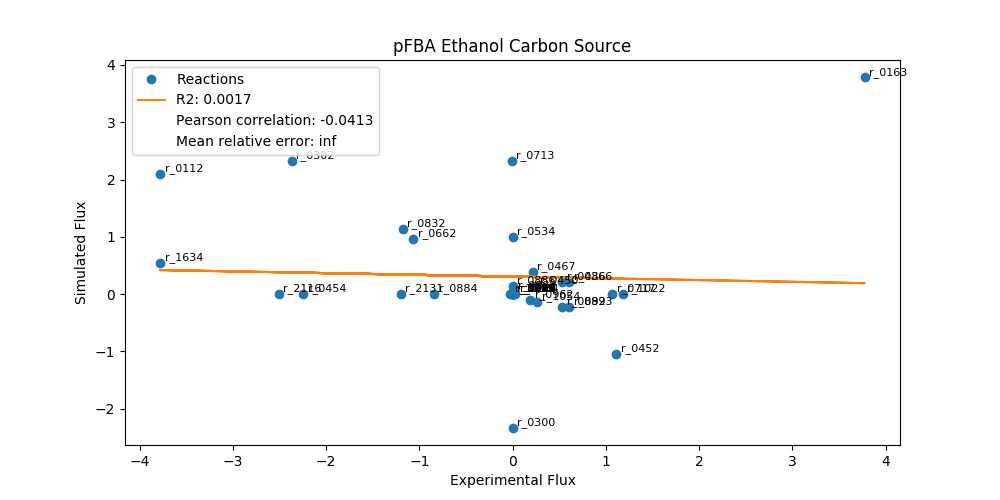 pFBA Ethanol Carbon Source
Reactions
R2: 0.0017
Pearson correlation: -0.0413
Mean relative error: inf
r_0163
r_0302
r_0713
r_0112
r_0832
r_0662
r_0534
r_1634
r_0467
r_2116
r_0454
r_2131
r_0884
r_1022
r_0452
r_0300
Simulated Flux
4
3
2
1
0
−1
−2
−4
−3
−2
−1
0
1
2
3
4
Experimental Flux